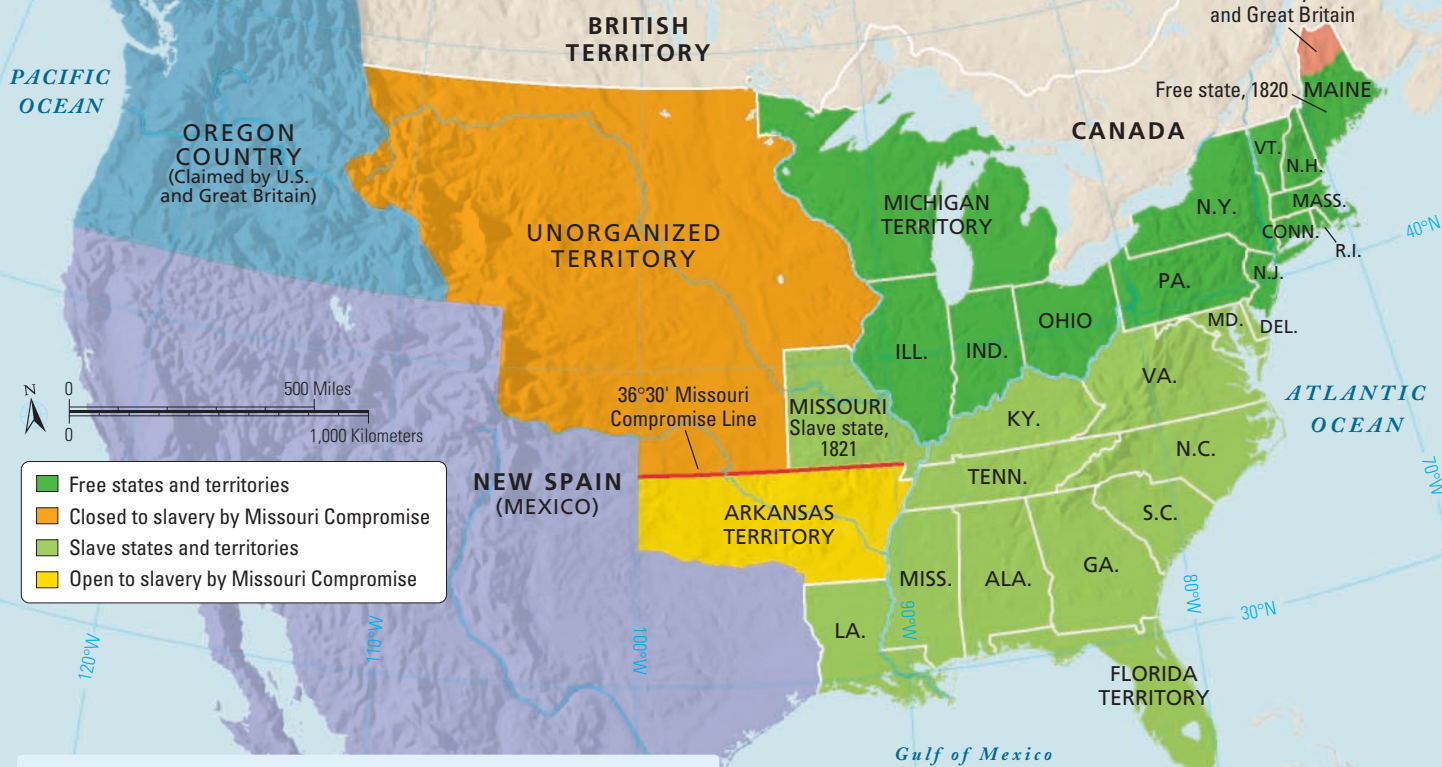 and Great Britain
BRITISH
TERRITORY
PACIFIC
OCEAN
Free state, 1820
MAINE
CANADA
OREGON
COUNTRY
(Claimed by U.S.
and Great Britain)
VT.
N.H.
MICHIGAN
TERRITORY
N.Y.
MASS.
CONN.
R.I.
40°N
UNORGANIZED
TERRITORY
PA.
N.J.
OHIO
MD.
DEL.
ILL.
IND.
VA.
N
0
500 Miles
0
1,000 Kilometers
36°30' Missouri
Compromise Line
MISSOURI
Slave state,
1821
KY.
ATLANTIC
OCEAN
N.C.
TENN.
70°W
Free states and territories
Closed to slavery by Missouri Compromise
Slave states and territories
Open to slavery by Missouri Compromise
NEW SPAIN
(MEXICO)
ARKANSAS
TERRITORY
S.C.
MISS.
ALA.
GA.
LA.
120°W
110°W
100°W
90°W
80°W
30°N
FLORIDA
TERRITORY
Gulf of Mexico